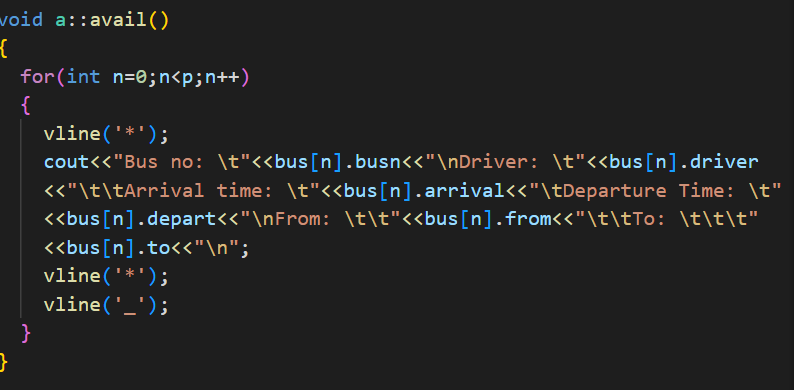 void a::avail()
{
for(int n=0;n<p;n++)
{
vline('*');
cout<<"Bus no: \t"<<bus[n].busn<<"\nDriver: \t"<<bus[n].driver
<<"\t\tArrival time: \t"<<bus[n].arrival<<"\tDeparture Time: \t"
<<bus[n].depart<<"\nFrom: \t\t"<<bus[n].from<<"\t\tTo: \t\t\t"
<<bus[n].to<<"\n";
vline('*');
vline('_');
}
}